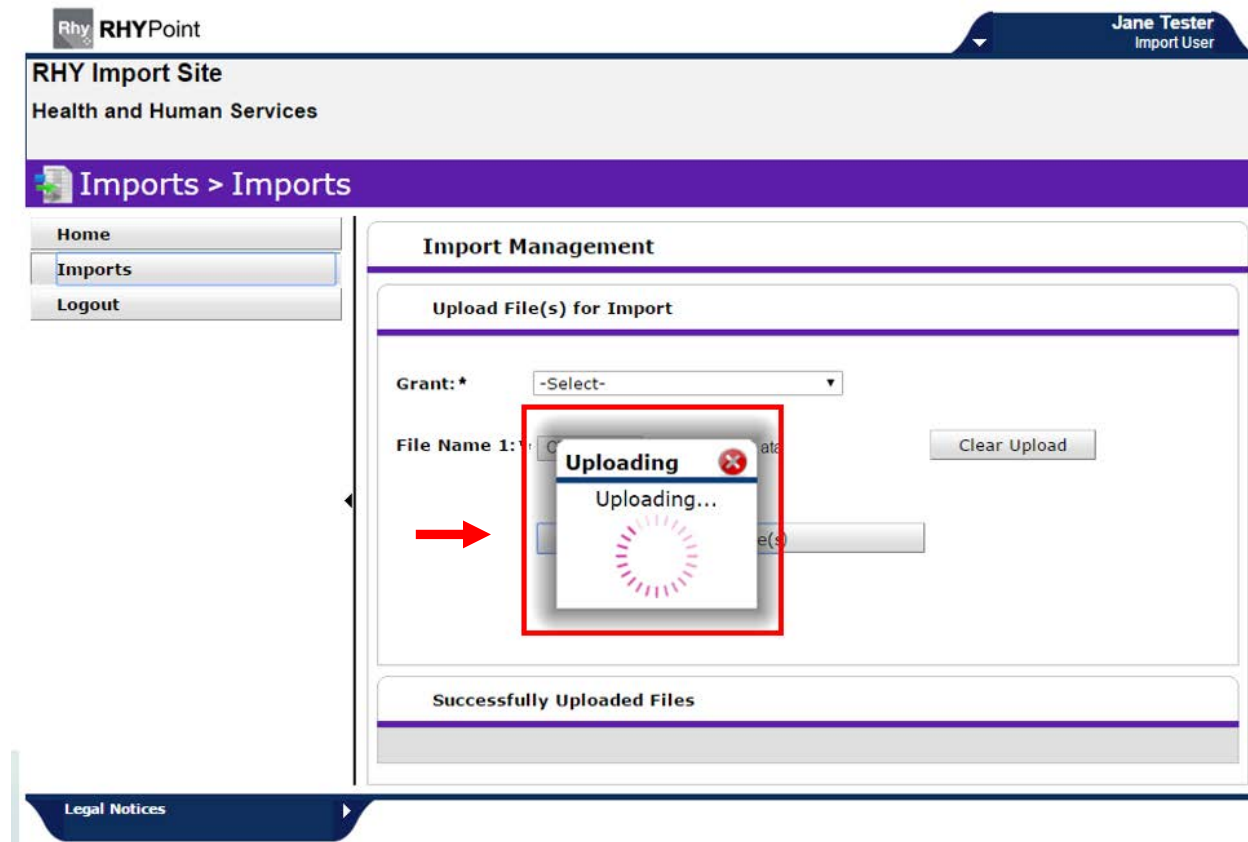 Rhy RHYPoint
Jane Tester
Import User
RHY Import Site
Health and Human Services
Imports > Imports
Home
Imports
Logout
Import Management
Upload File(s) for Import
Grant:*
-Select-
File Name 1:
Clear Upload
Uploading
Uploading...
e(s)
Successfully Uploaded Files
Legal Notices